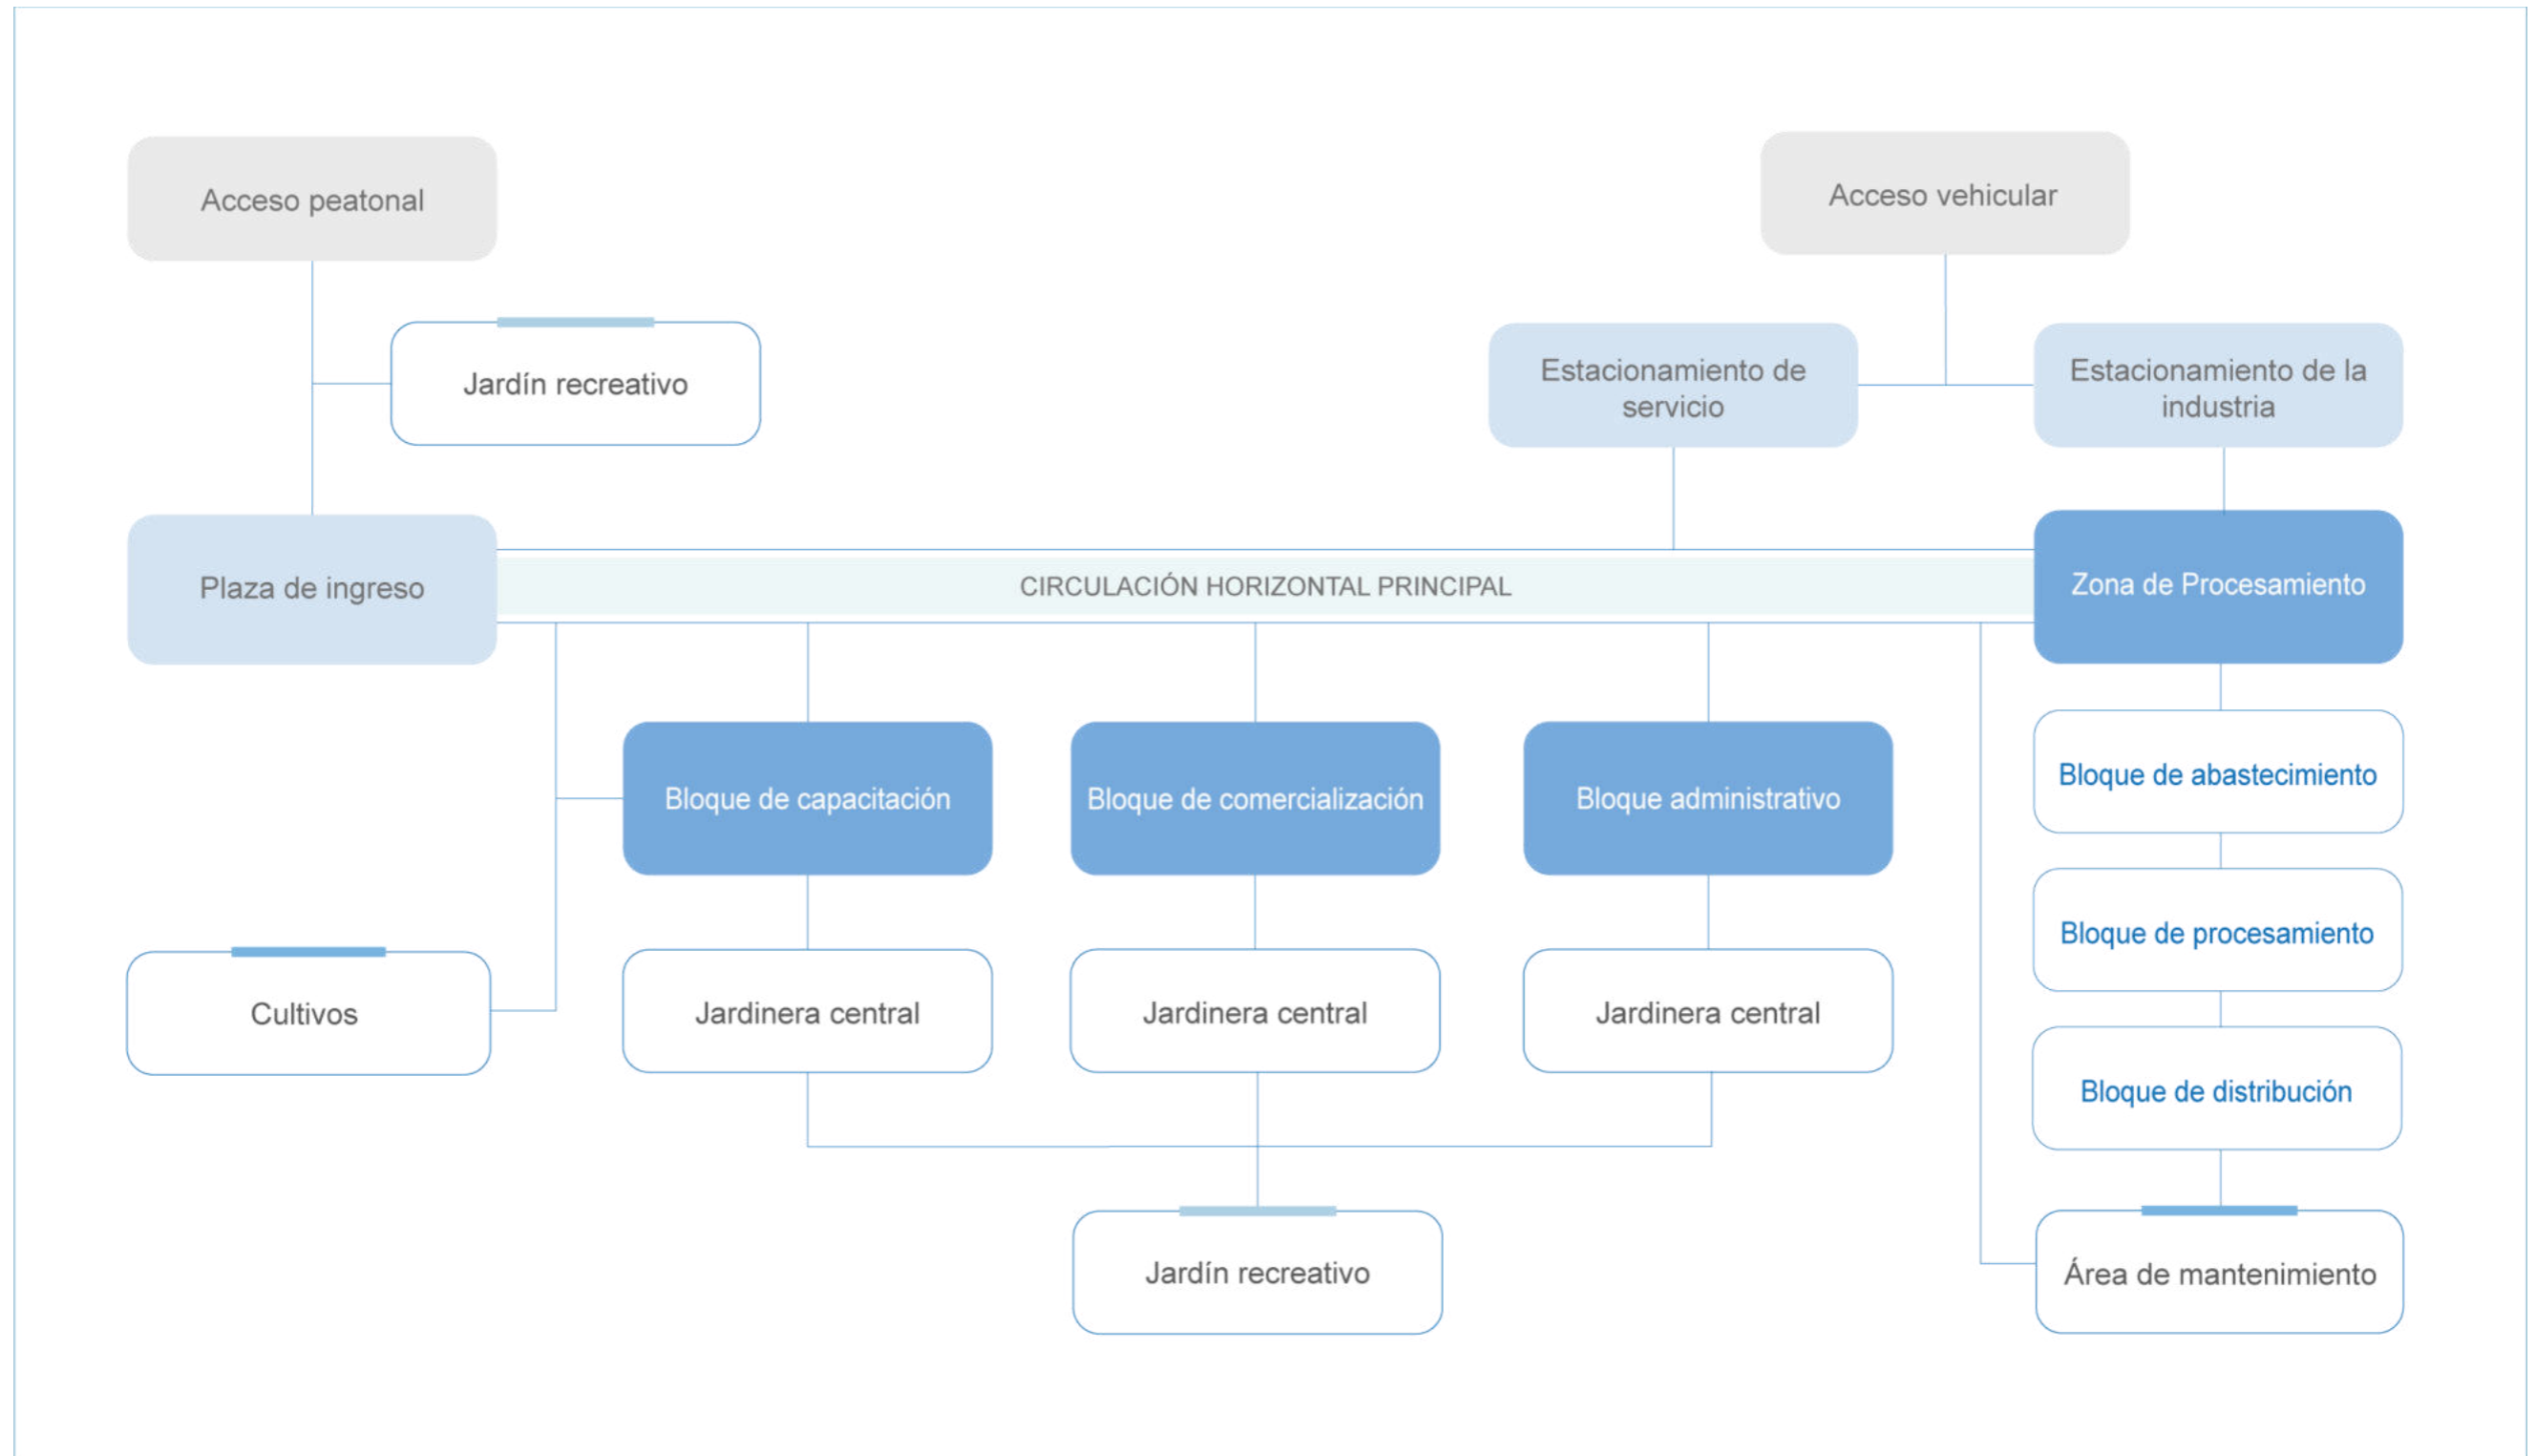 Acceso peatonal
Acceso vehicular
Jardín recreativo
Estacionamiento de
servicio
Estacionamiento de la
industria
Plaza de ingreso
CIRCULACIÓN HORIZONTAL PRINCIPAL
Zona de Procesamiento
Bloque de capacitación
Bloque de comercialización
Bloque administrativo
Bloque de abastecimiento
Bloque de procesamiento
Cultivos
Jardinera central
Jardinera central
Jardinera central
Bloque de distribución
Jardín recreativo
Área de mantenimiento